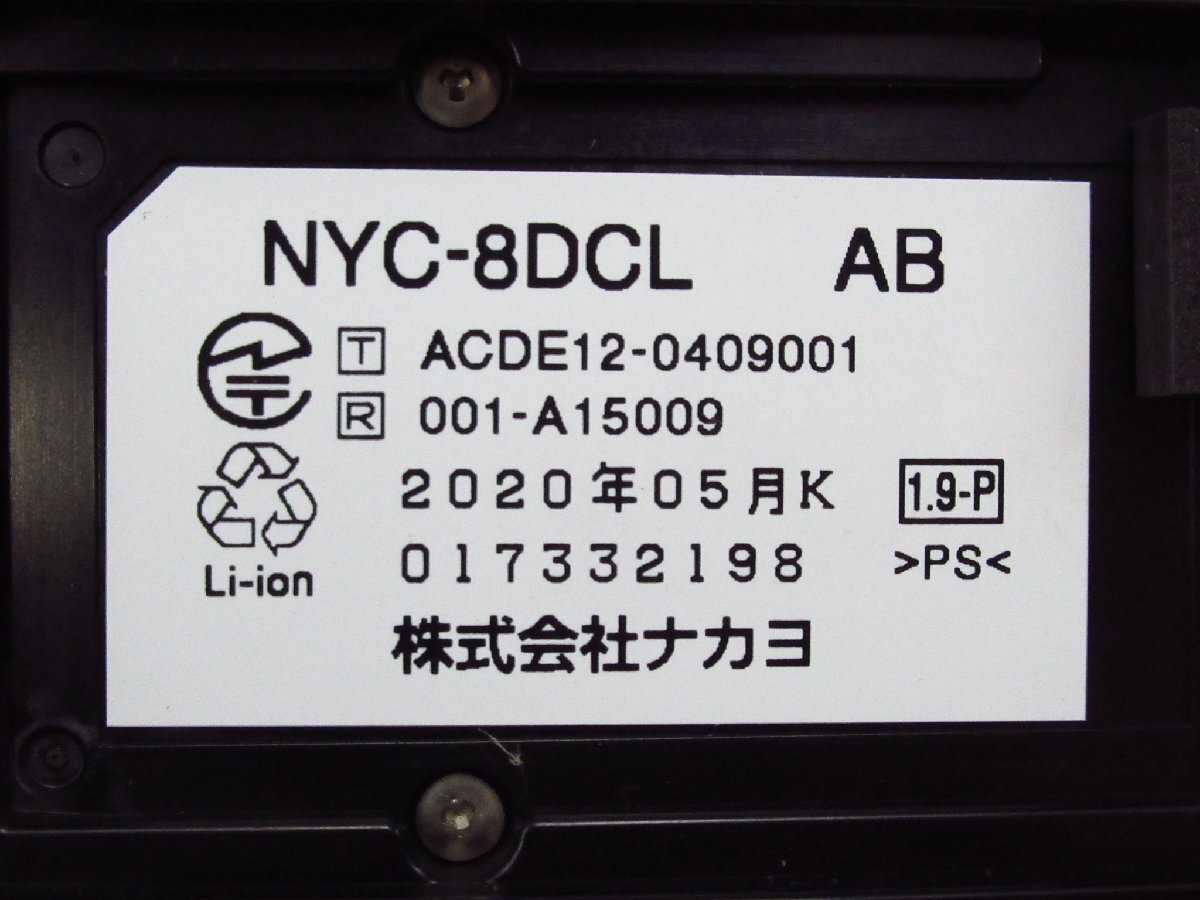 NYC-8DCL AB
T ACDE12-0409001
R 001-A15009
2020年05月K
1.9-P
017332198
>PS<
Li-ion
株式会社ナカヨ